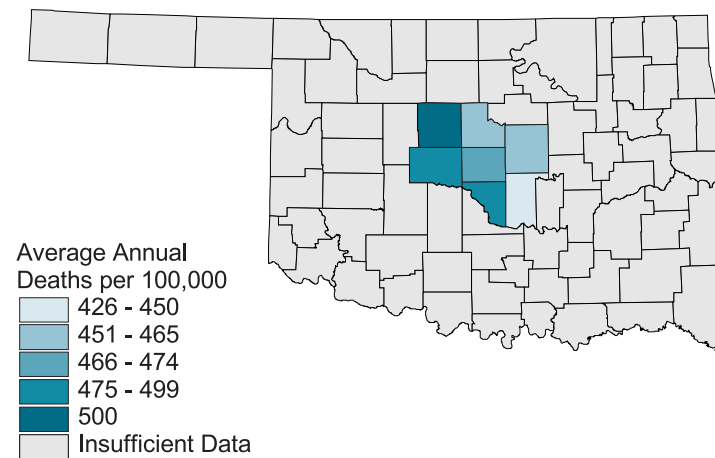 Average Annual
Deaths per 100,000
426 - 450
451 - 465
466 - 474
475 - 499
500
Insufficient Data